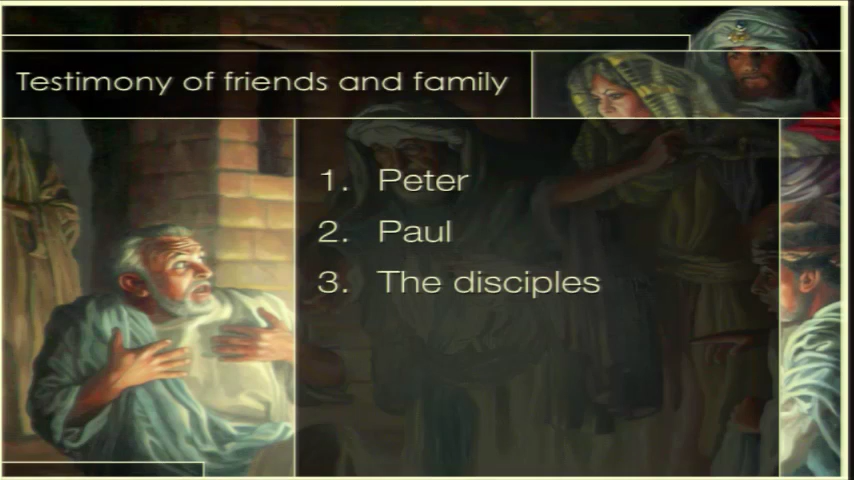 Testimony of friends and family
1. Peter
2. Paul
3. The disciples